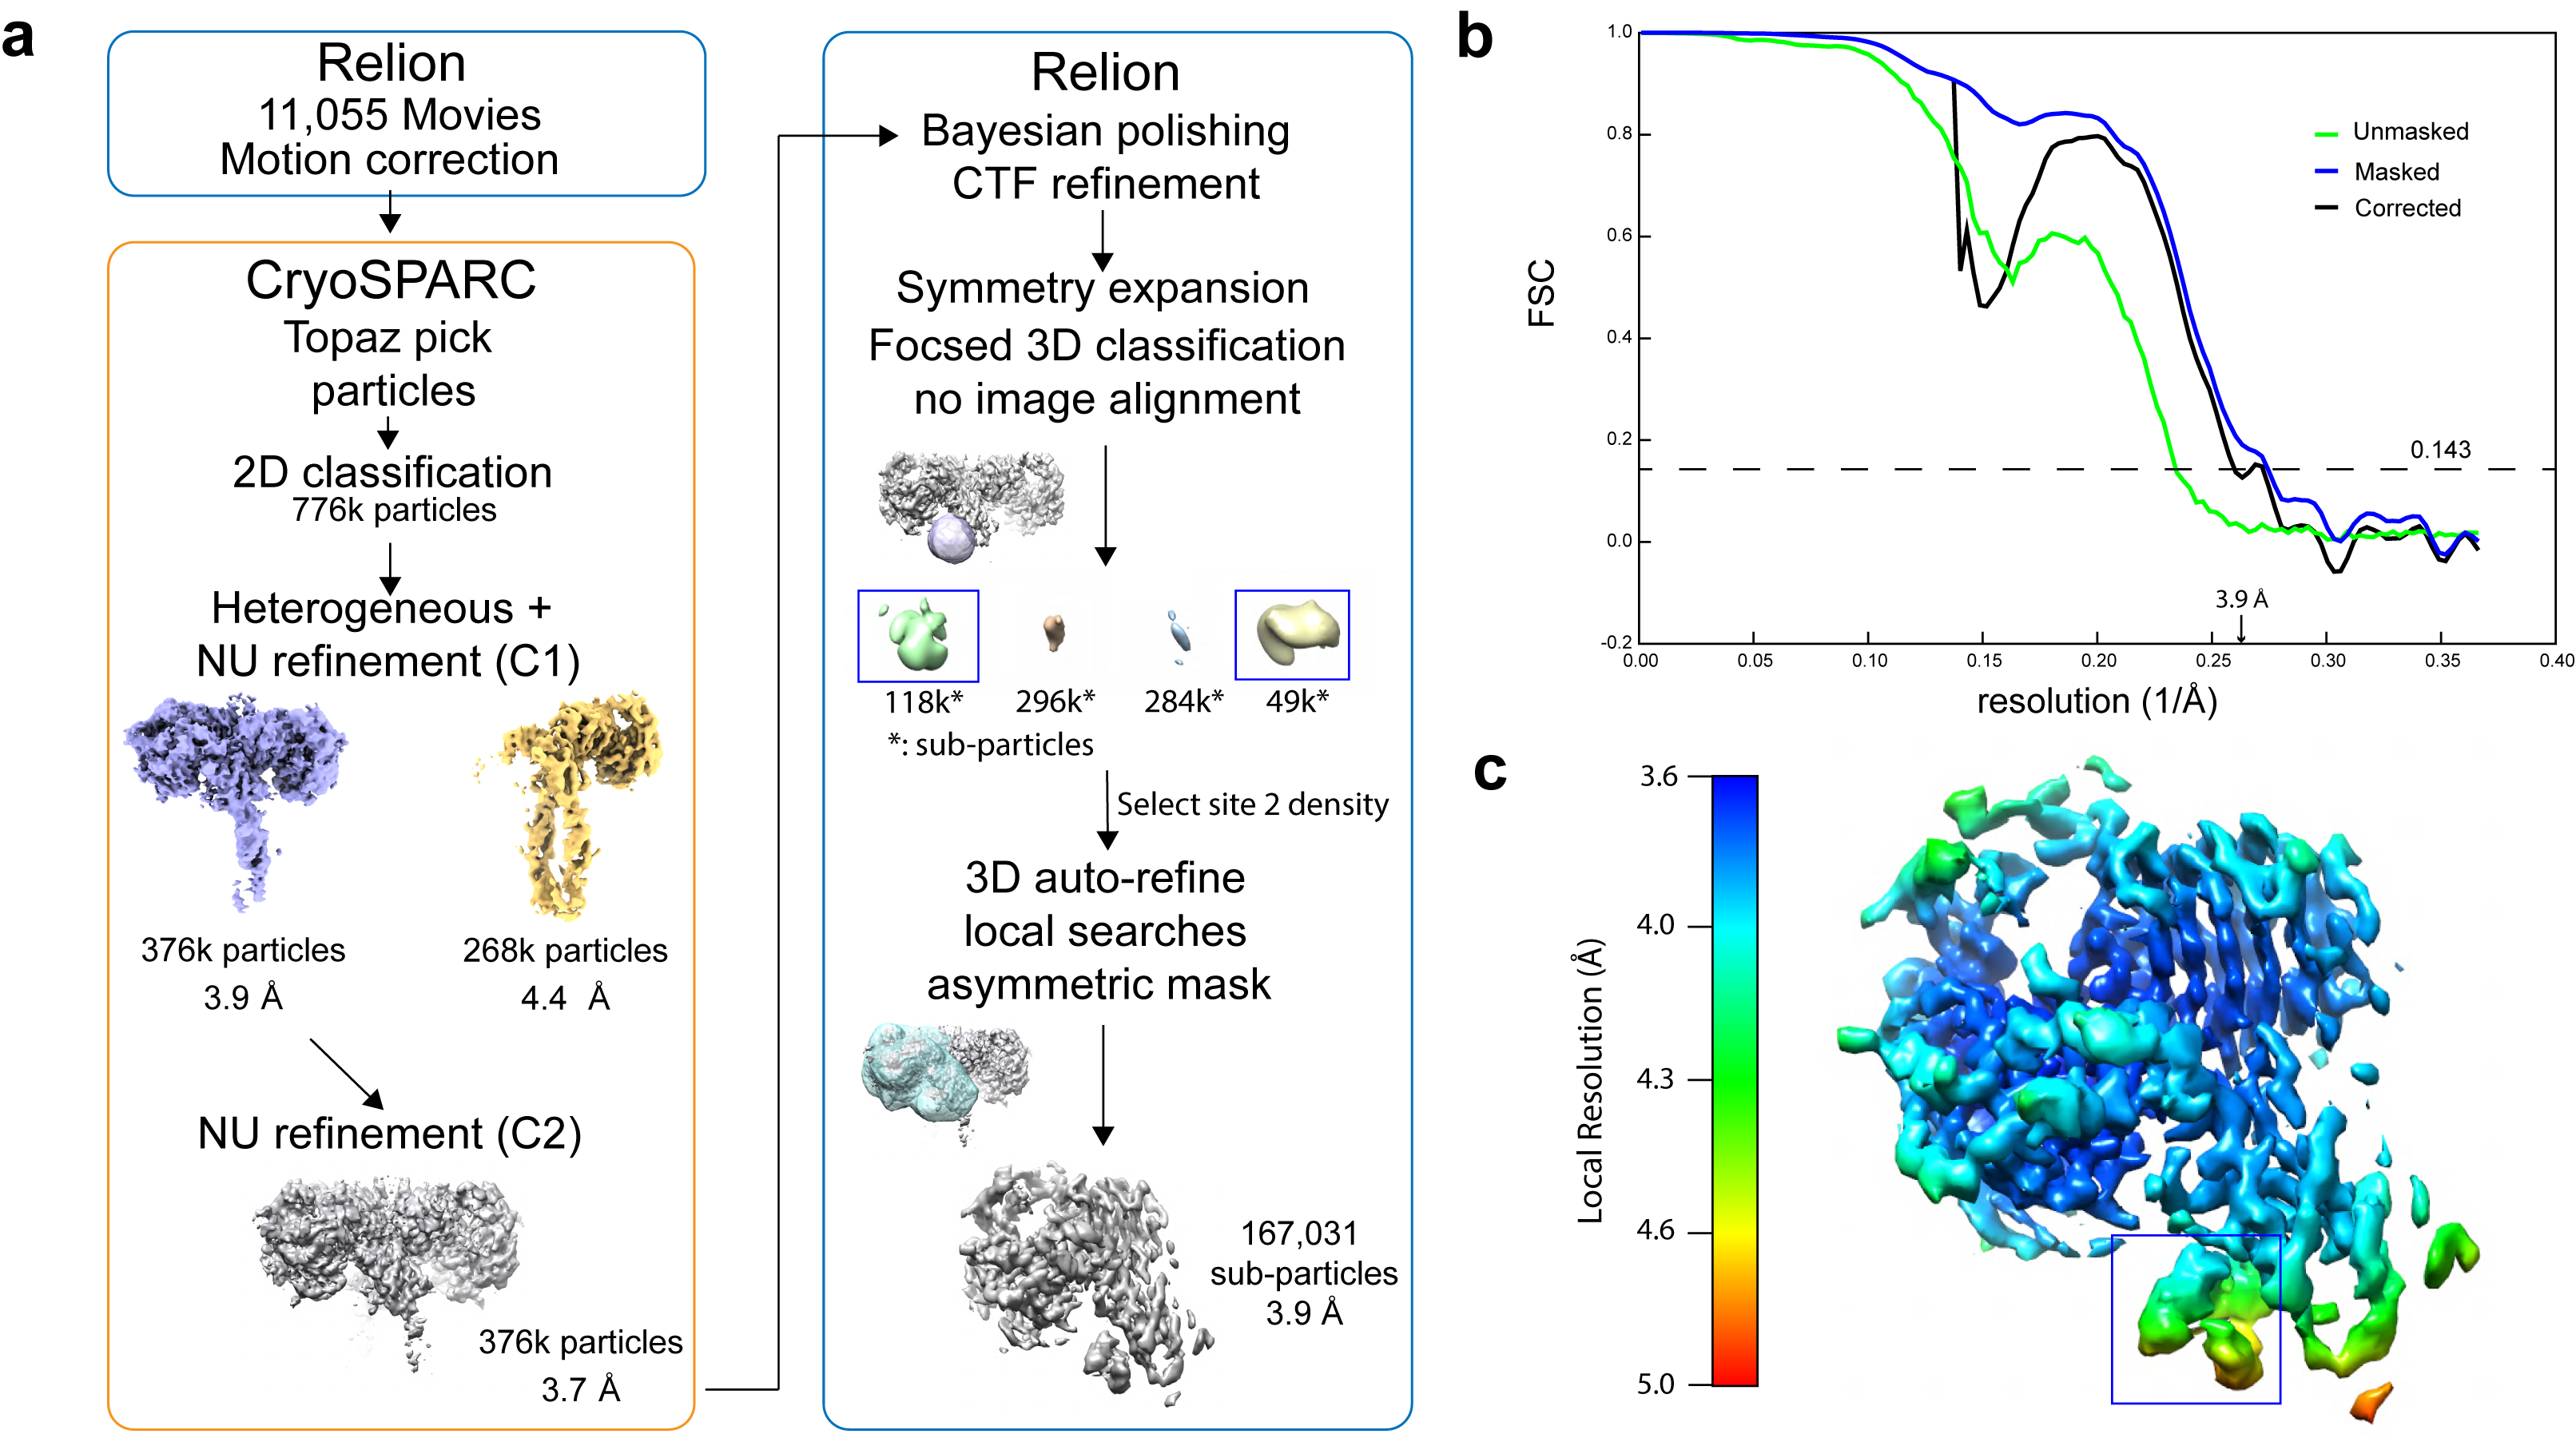 a
Relion
11,055 Movies
Motion correction
CryoSPARC
Topaz pick
particles
2D classification
776k particles
Heterogeneous +
NU refinement (C1)
376k particles
3.9 Å
268k particles
4.4 Å
NU refinement (C2)
376k particles
3.7 Å
Relion
Bayesian polishing
CTF refinement
Symmetry expansion
Focsed 3D classification
no image alignment
118k*
296k*
284k*
49k*
*: sub-particles
Select site 2 density
3D auto-refine
local searches
asymmetric mask
167,031
sub-particles
3.9 Å
b
1.0
0.8
0.6
0.4
0.2
0.0
-0.2
FSC
Unmasked
Masked
Corrected
0.143
3.9 Å
0.00
0.05
0.10
0.15
0.20
0.25
0.30
0.35
0.40
resolution (1/Å)
c
3.6
4.0
4.3
4.6
5.0
Local Resolution (Å)